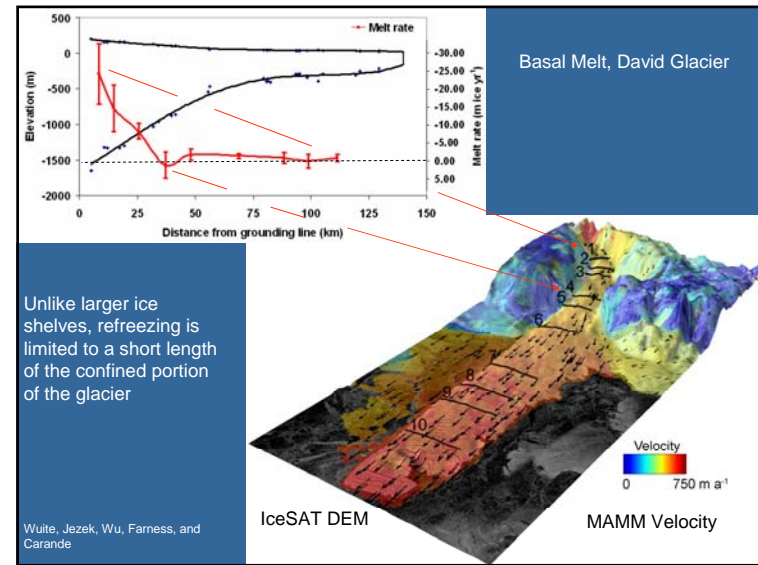 Basal Melt, David Glacier
Melt rate
500
0
-500
-1000
-1500
-2000
Elevation (m)
-30.00
-25.00
-20.00
-15.00
-10.00
-5.00
0.00
5.00
Melt rate (m ice yr⁻¹)
0
25
50
75
100
125
150
Distance from grounding line (km)
Unlike larger ice
shelves, refreezing is
limited to a short length
of the confined portion
of the glacier
Wuite, Jezek, Wu, Farness, and
Carande
1
2
3
4
5
6
7
8
9
10
Velocity
0 750 m a⁻¹
IceSAT DEM
MAMM Velocity